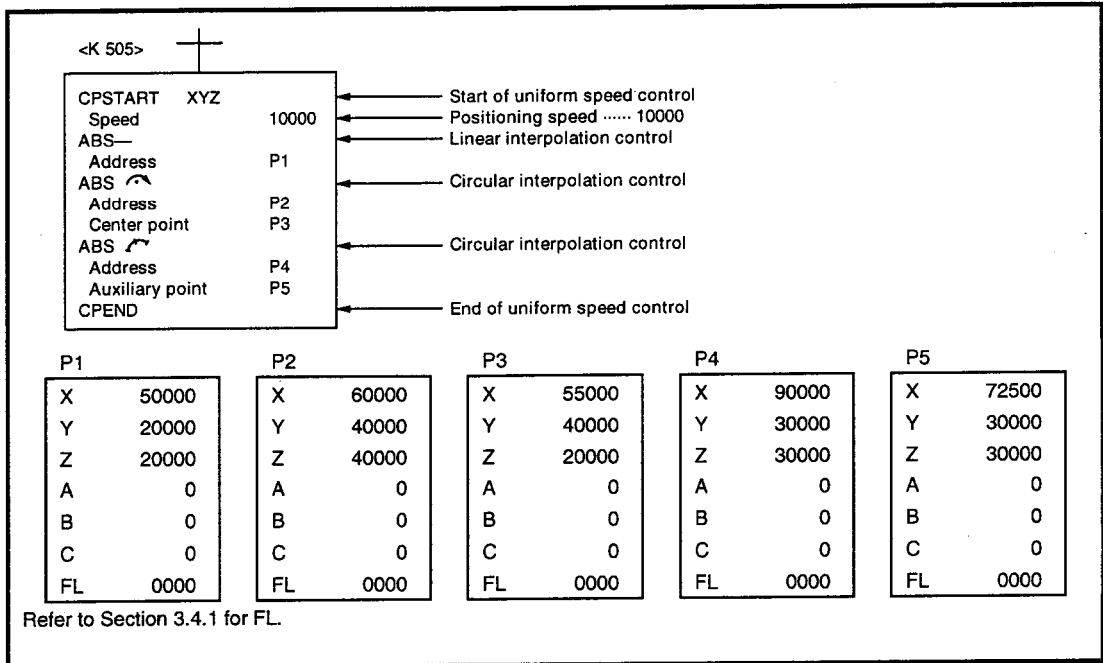 <K 505>
CPSTART XYZ
Start of uniform speed control
Speed 10000
Positioning speed ······ 10000
ABS—
Linear interpolation control
Address P1
ABS
Circular interpolation control
Address P2
Center point P3
ABS
Circular interpolation control
Address P4
Auxiliary point P5
CPEND
End of uniform speed control
P1
X 50000
Y 20000
Z 20000
A 0
B 0
C 0
FL 0000
P2
X 60000
Y 40000
Z 40000
A 0
B 0
C 0
FL 0000
P3
X 55000
Y 40000
Z 20000
A 0
B 0
C 0
FL 0000
P4
X 90000
Y 30000
Z 30000
A 0
B 0
C 0
FL 0000
P5
X 72500
Y 30000
Z 30000
A 0
B 0
C 0
FL 0000
Refer to Section 3.4.1 for FL.